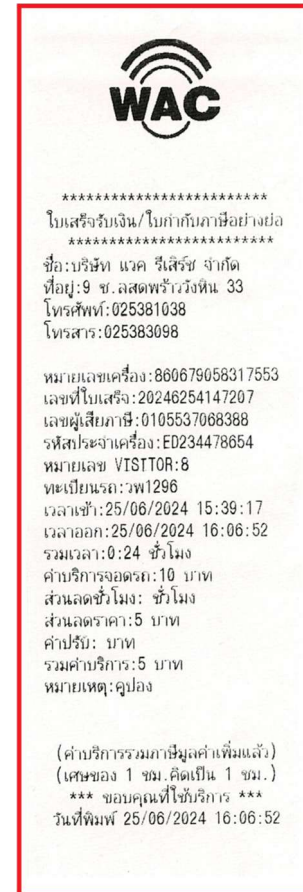 WAC
*************************
ใบเสร็จรับเงิน/ใบกำกับภาษีอย่างย่อ
*************************
ชื่อ:บริษัท แวค รีเสิร์ช จำกัด
ที่อยู่:9 ซ.ลสดพร้าววังหิน 33
โทรศัพท์:025381038
โทรสาร:025383098
หมายเลขเครื่อง:860679058317553
เลขที่ใบเสร็จ:20246254147207
เลขผู้เสียภาษี:0105537068388
รหัสประจำเครื่อง:ED234478654
หมายเลข VISTTOR:8
ทะเบียนรถ:วพ1296
เวลาเข้า:25/06/2024 15:39:17
เวลาออก:25/06/2024 16:06:52
รวมเวลา:0:24 ชั่วโมง
ค่าบริการจอดรถ:10 บาท
ส่วนลดชั่วโมง: ชั่วโมง
ส่วนลดราคา:5 บาท
ค่าปรับ: บาท
รวมค่าบริการ:5 บาท
หมายเหตุ:คูปอง
(ค่าบริการรวมภาษีมูลค่าเพิ่มแล้ว)
(เศษของ 1 ชม.คิดเป็น 1 ชม.)
*** ขอบคุณที่ใช้บริการ ***
วันที่พิมพ์ 25/06/2024 16:06:52